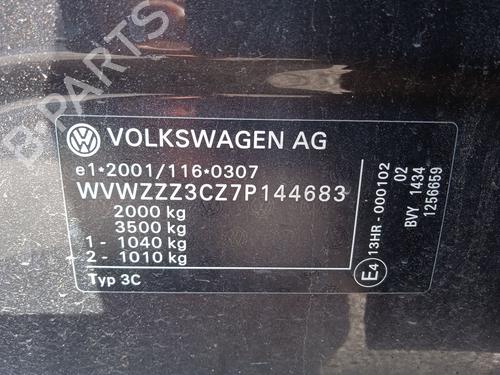 VOLKSWAGEN AG
e1*2001/116*0307
WVWZZZ3CZ7P144683
2000 kg
3500 kg
1 - 1040 kg
2 - 1010 kg
Typ 3C
E4 13HR-000102
02
BVY 1434
1256659
B-PARTS